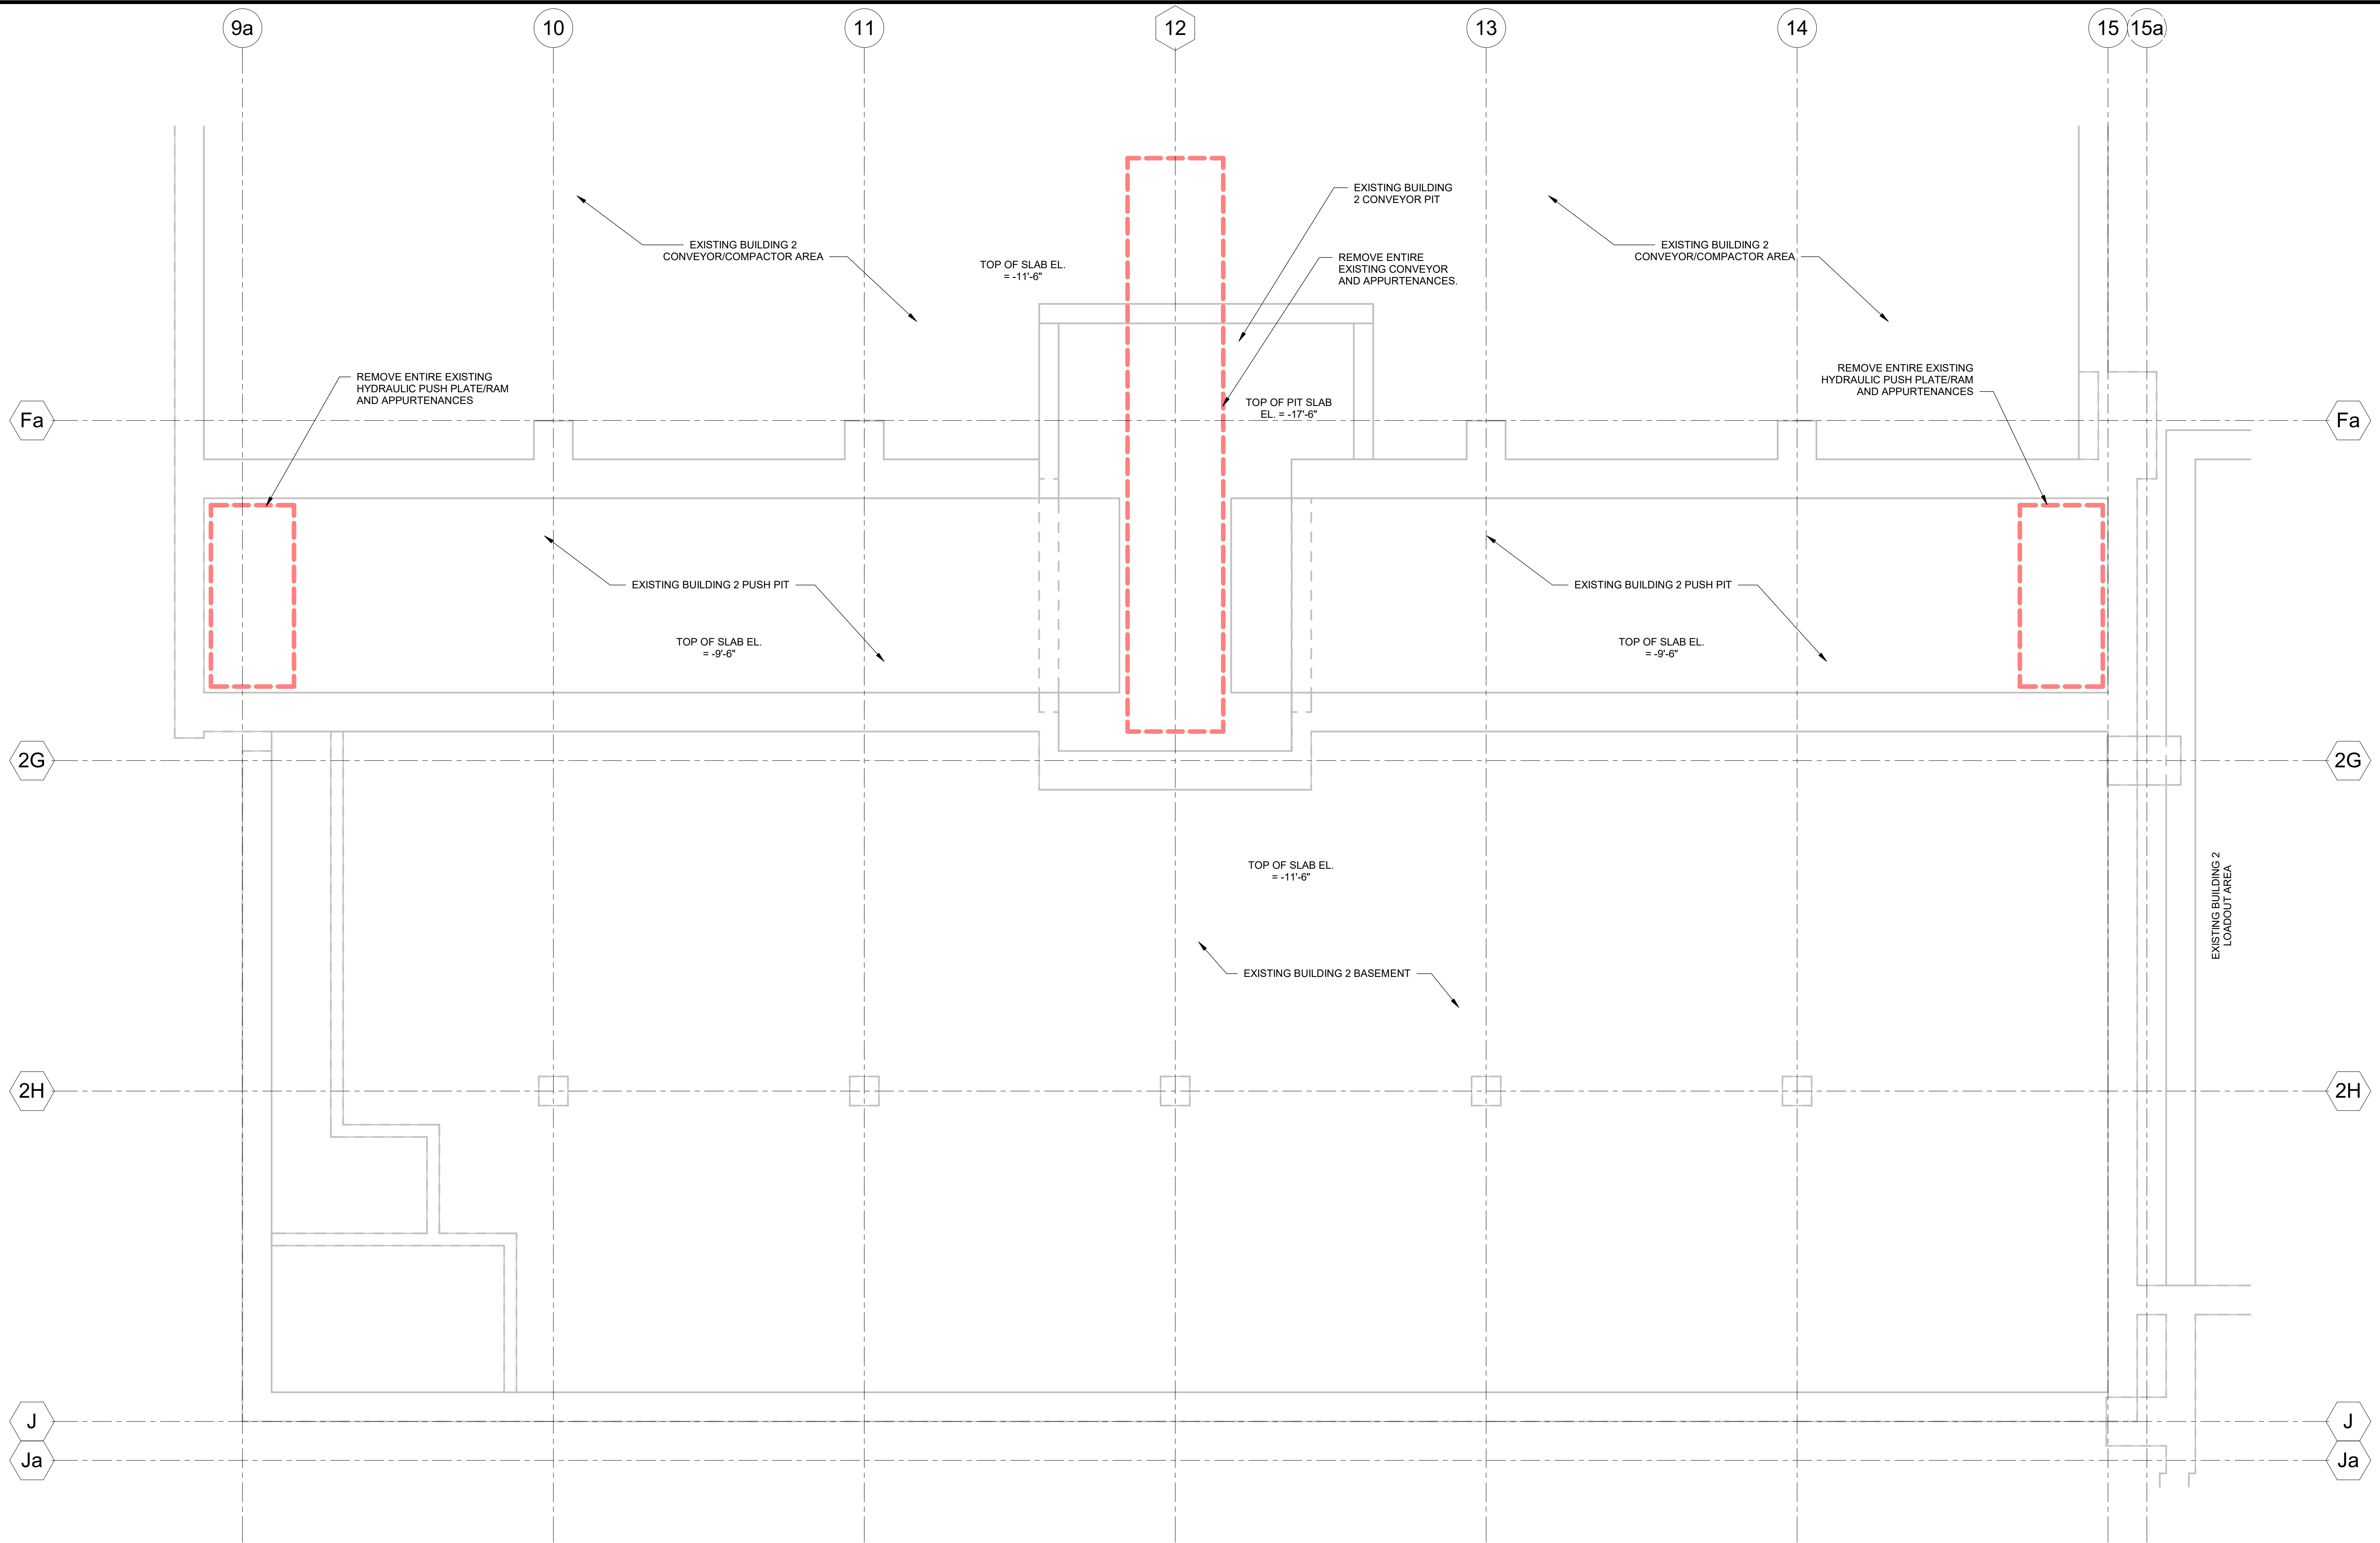 9a
10
11
12
13
14
15
15a
EXISTING BUILDING
2 CONVEYOR PIT
EXISTING BUILDING 2
CONVEYOR/COMPACTOR AREA
TOP OF SLAB EL.
= -11'-6"
REMOVE ENTIRE
EXISTING CONVEYOR
AND APPURTENANCES.
EXISTING BUILDING 2
CONVEYOR/COMPACTOR AREA
REMOVE ENTIRE EXISTING
HYDRAULIC PUSH PLATE/RAM
AND APPURTENANCES
TOP OF PIT SLAB
EL. = -17'-6"
REMOVE ENTIRE EXISTING
HYDRAULIC PUSH PLATE/RAM
AND APPURTENANCES
Fa
Fa
EXISTING BUILDING 2 PUSH PIT
EXISTING BUILDING 2 PUSH PIT
TOP OF SLAB EL.
= -9'-6"
TOP OF SLAB EL.
= -9'-6"
2G
2G
TOP OF SLAB EL.
= -11'-6"
EXISTING BUILDING 2
LOADOUT AREA
EXISTING BUILDING 2 BASEMENT
2H
2H
J
J
Ja
Ja